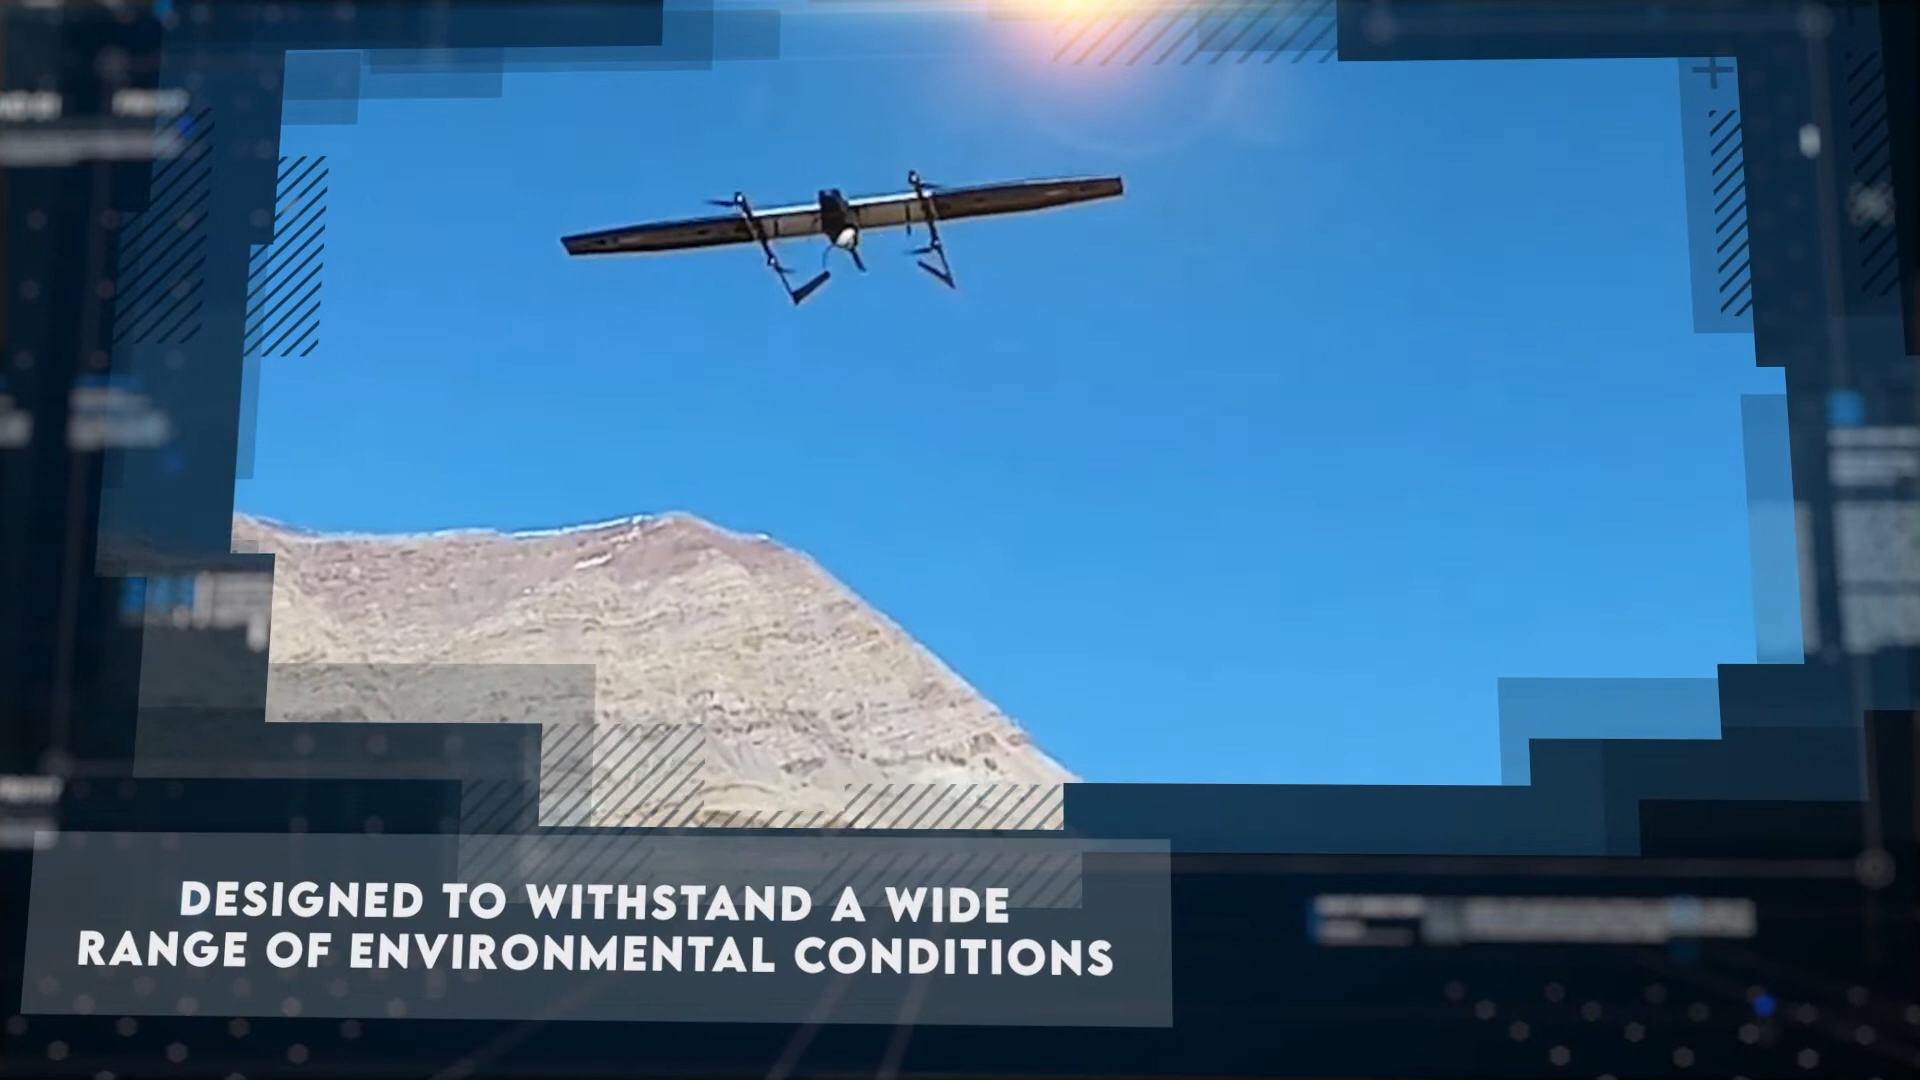 DESIGNED TO WITHSTAND A WIDE
RANGE OF ENVIRONMENTAL CONDITIONS